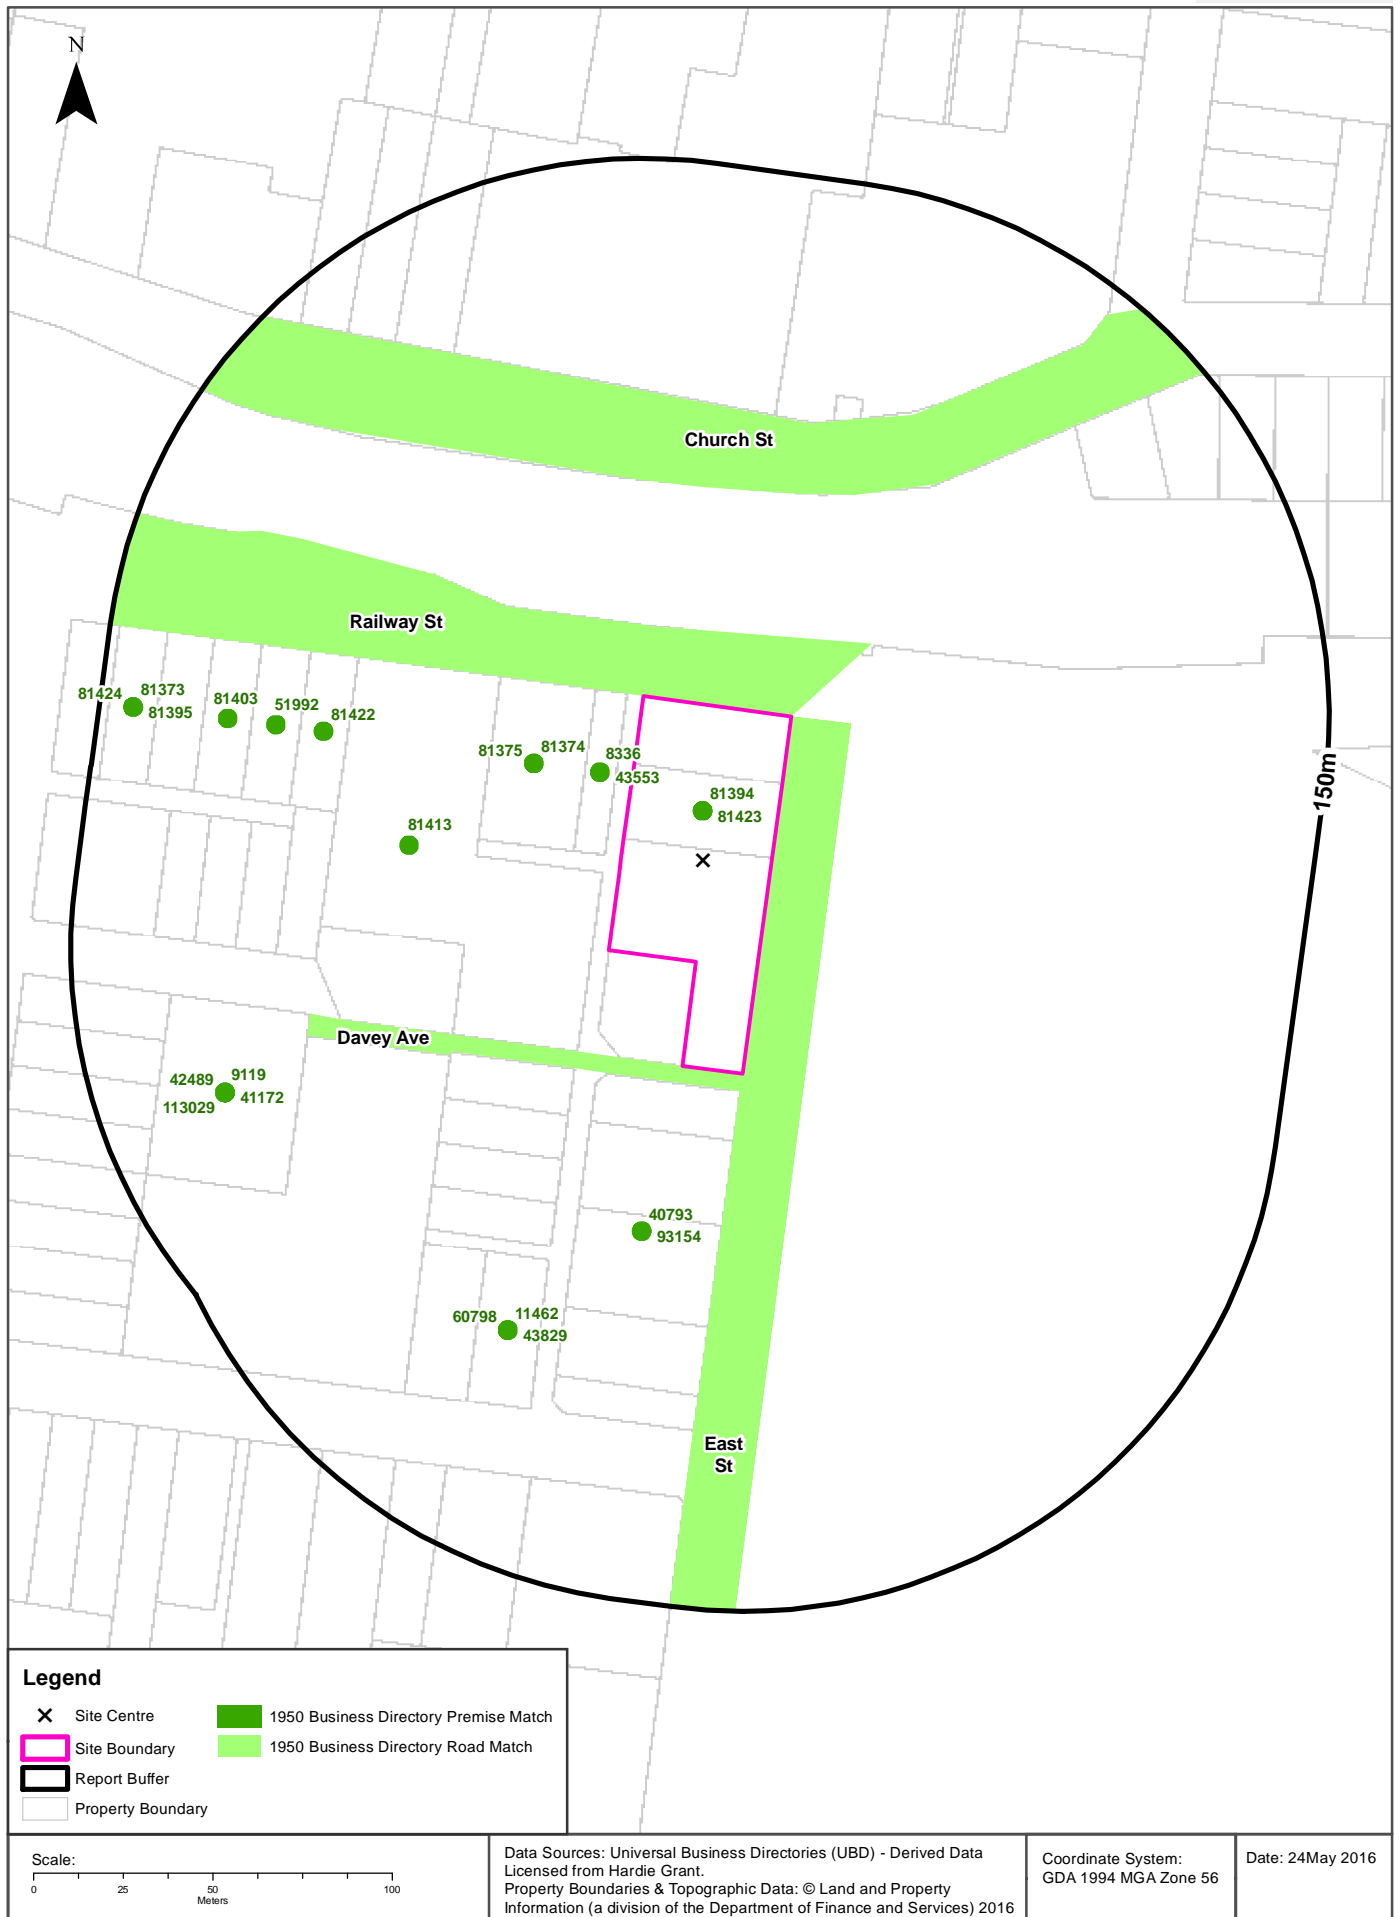 N
Church St
Railway St
81424
81373
81395
81403
51992
81422
81375
81374
8336
43553
81394
81423
150m
81413
Davey Ave
42489
9119
113029
41172
40793
93154
60798
11462
43829
East
St
Legend
Site Centre
Site Boundary
Report Buffer
Property Boundary
1950 Business Directory Premise Match
1950 Business Directory Road Match
Scale:
0 25 50 100
Meters
Data Sources: Universal Business Directories (UBD) - Derived Data
Licensed from Hardie Grant.
Property Boundaries & Topographic Data: © Land and Property
Information (a division of the Department of Finance and Services) 2016
Coordinate System:
GDA 1994 MGA Zone 56
Date: 24May 2016